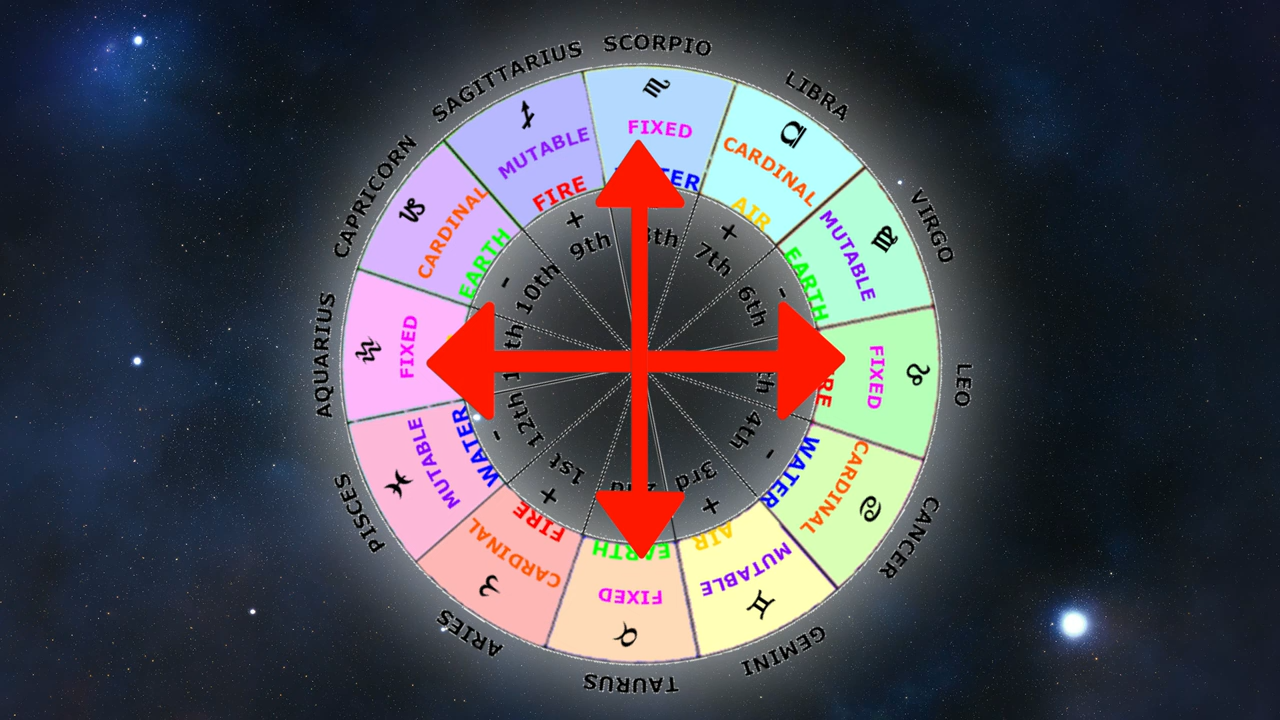 SCORPIO
♏
FIXED
LIBRA
♎
CARDINAL
AIR
+
7th
VIRGO
♍
MUTABLE
EARTH
-
6th
LEO
♌
FIXED
CANCER
♋
CARDINAL
WATER
-
4th
GEMINI
♊
MUTABLE
AIR
+
3rd
TAURUS
♉
FIXED
EARTH
ARIES
♈
CARDINAL
FIRE
+
1st
PISCES
♓
MUTABLE
WATER
-
12th
AQUARIUS
♒
FIXED
CAPRICORN
♑
CARDINAL
EARTH
-
10th
SAGITTARIUS
♐
MUTABLE
FIRE
+
9th